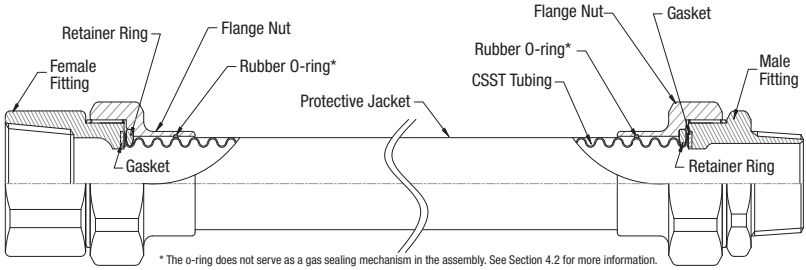 Flange Nut
Gasket
Retainer Ring
Flange Nut
Rubber O-ring*
Male
Fitting
Female
Fitting
Rubber O-ring*
CSST Tubing
Protective Jacket
Gasket
Retainer Ring
* The o-ring does not serve as a gas sealing mechanism in the assembly. See Section 4.2 for more information.